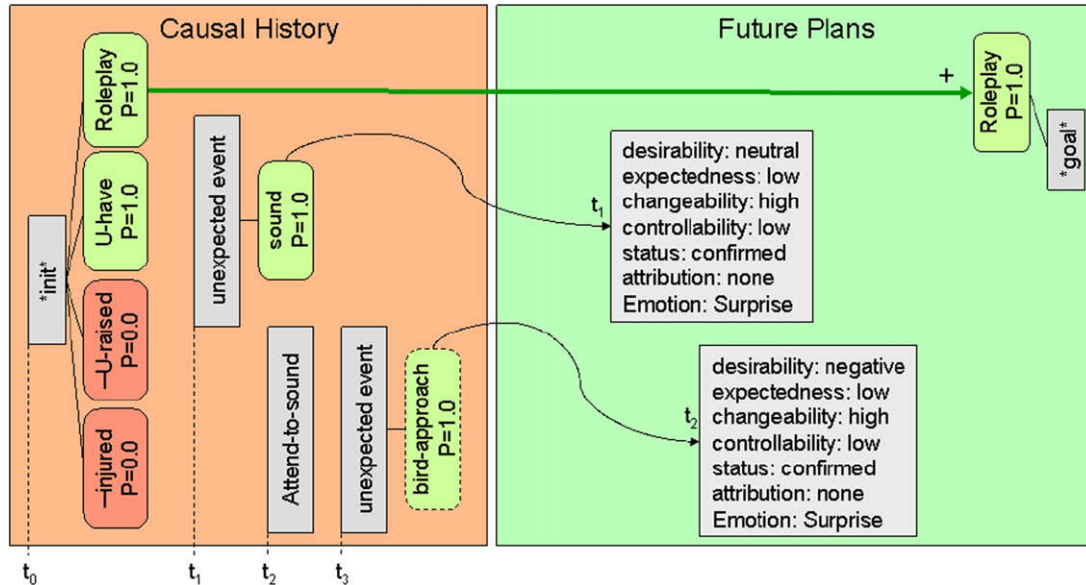 Causal History
Future Plans
*init*
Roleplay
P=1.0
U-have
P=1.0
¬U-raised
P=0.0
¬injured
P=0.0
unexpected event
sound
P=1.0
Attend-to-sound
unexpected event
bird-approach
P=1.0
+
Roleplay
P=1.0
*goal*
t1
desirability: neutral
expectedness: low
changeability: high
controllability: low
status: confirmed
attribution: none
Emotion: Surprise
t2
desirability: negative
expectedness: low
changeability: high
controllability: low
status: confirmed
attribution: none
Emotion: Surprise
t0
t1
t2
t3